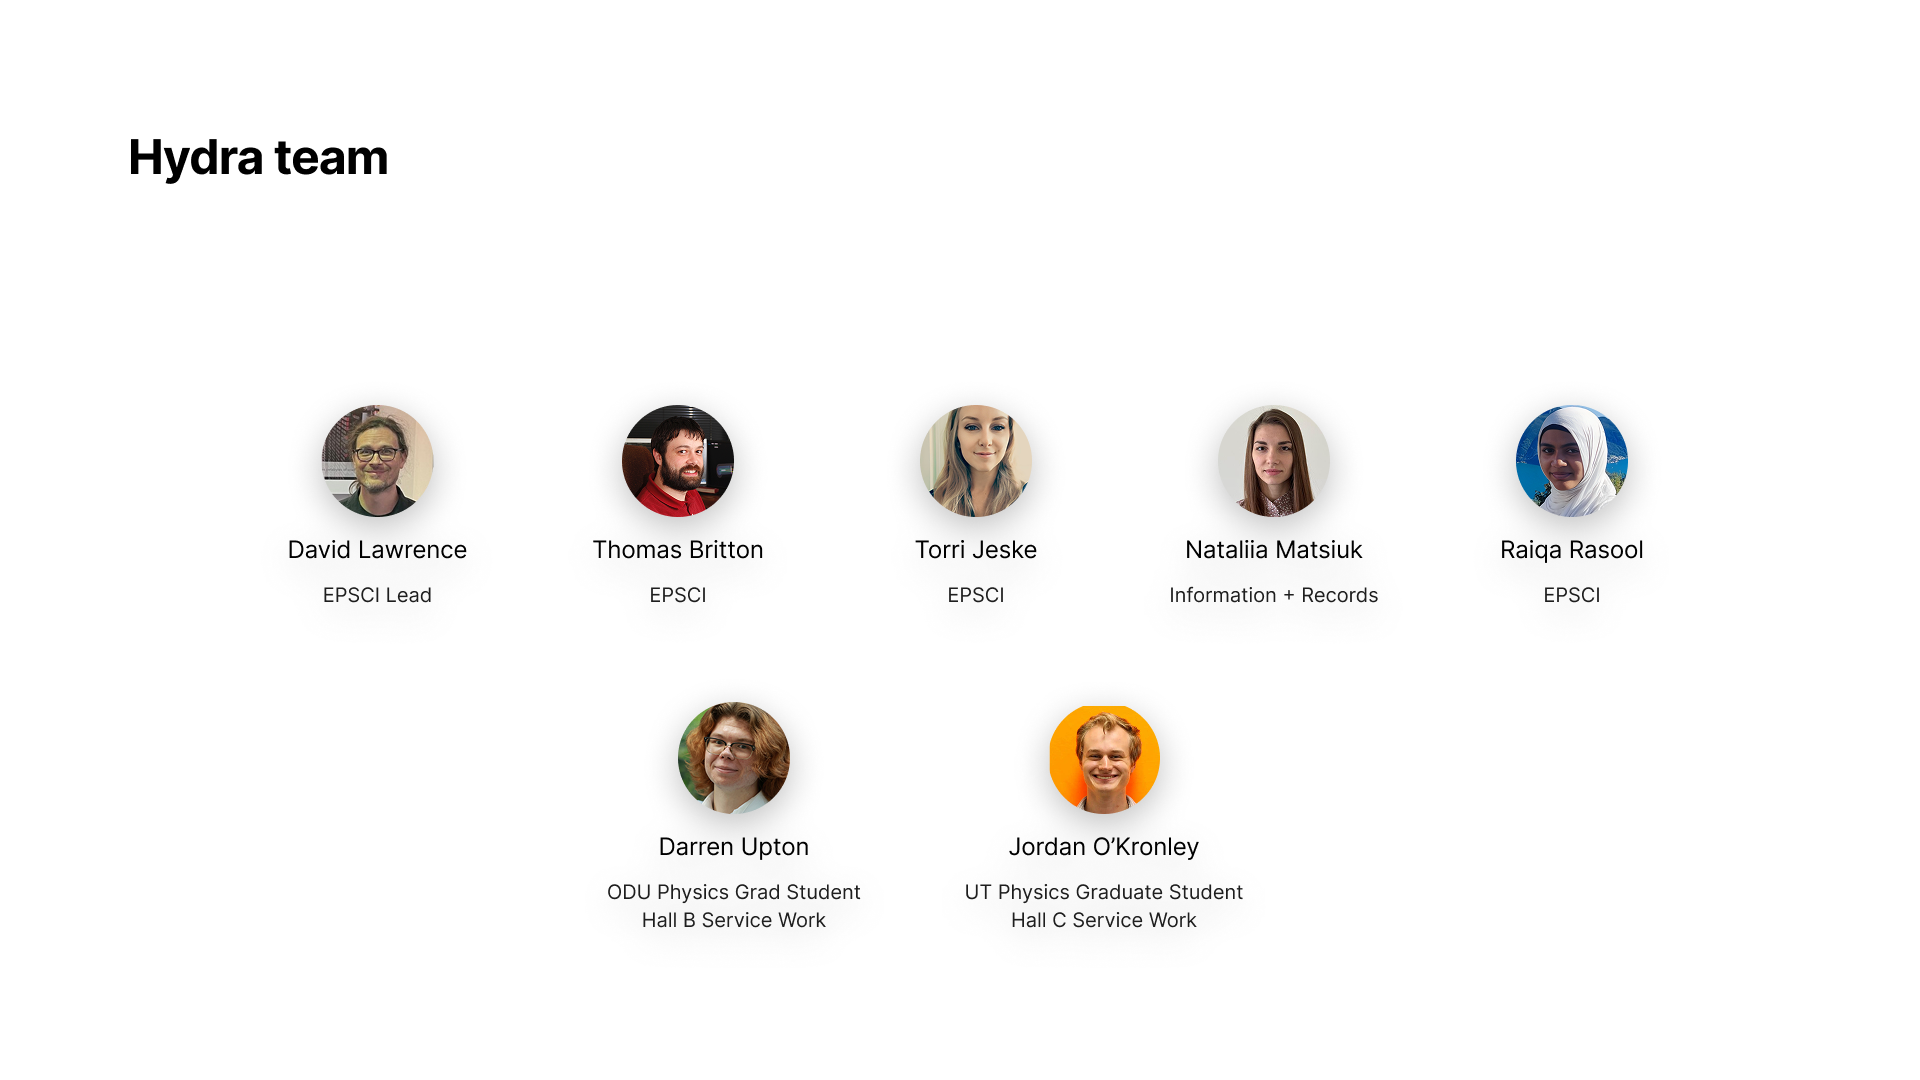 Hydra team
David Lawrence
EPSCI Lead
Thomas Britton
EPSCI
Torri Jeske
EPSCI
Nataliia Matsiuk
Information + Records
Raiqa Rasool
EPSCI
Darren Upton
ODU Physics Grad Student
Hall B Service Work
Jordan O’Kronley
UT Physics Graduate Student
Hall C Service Work